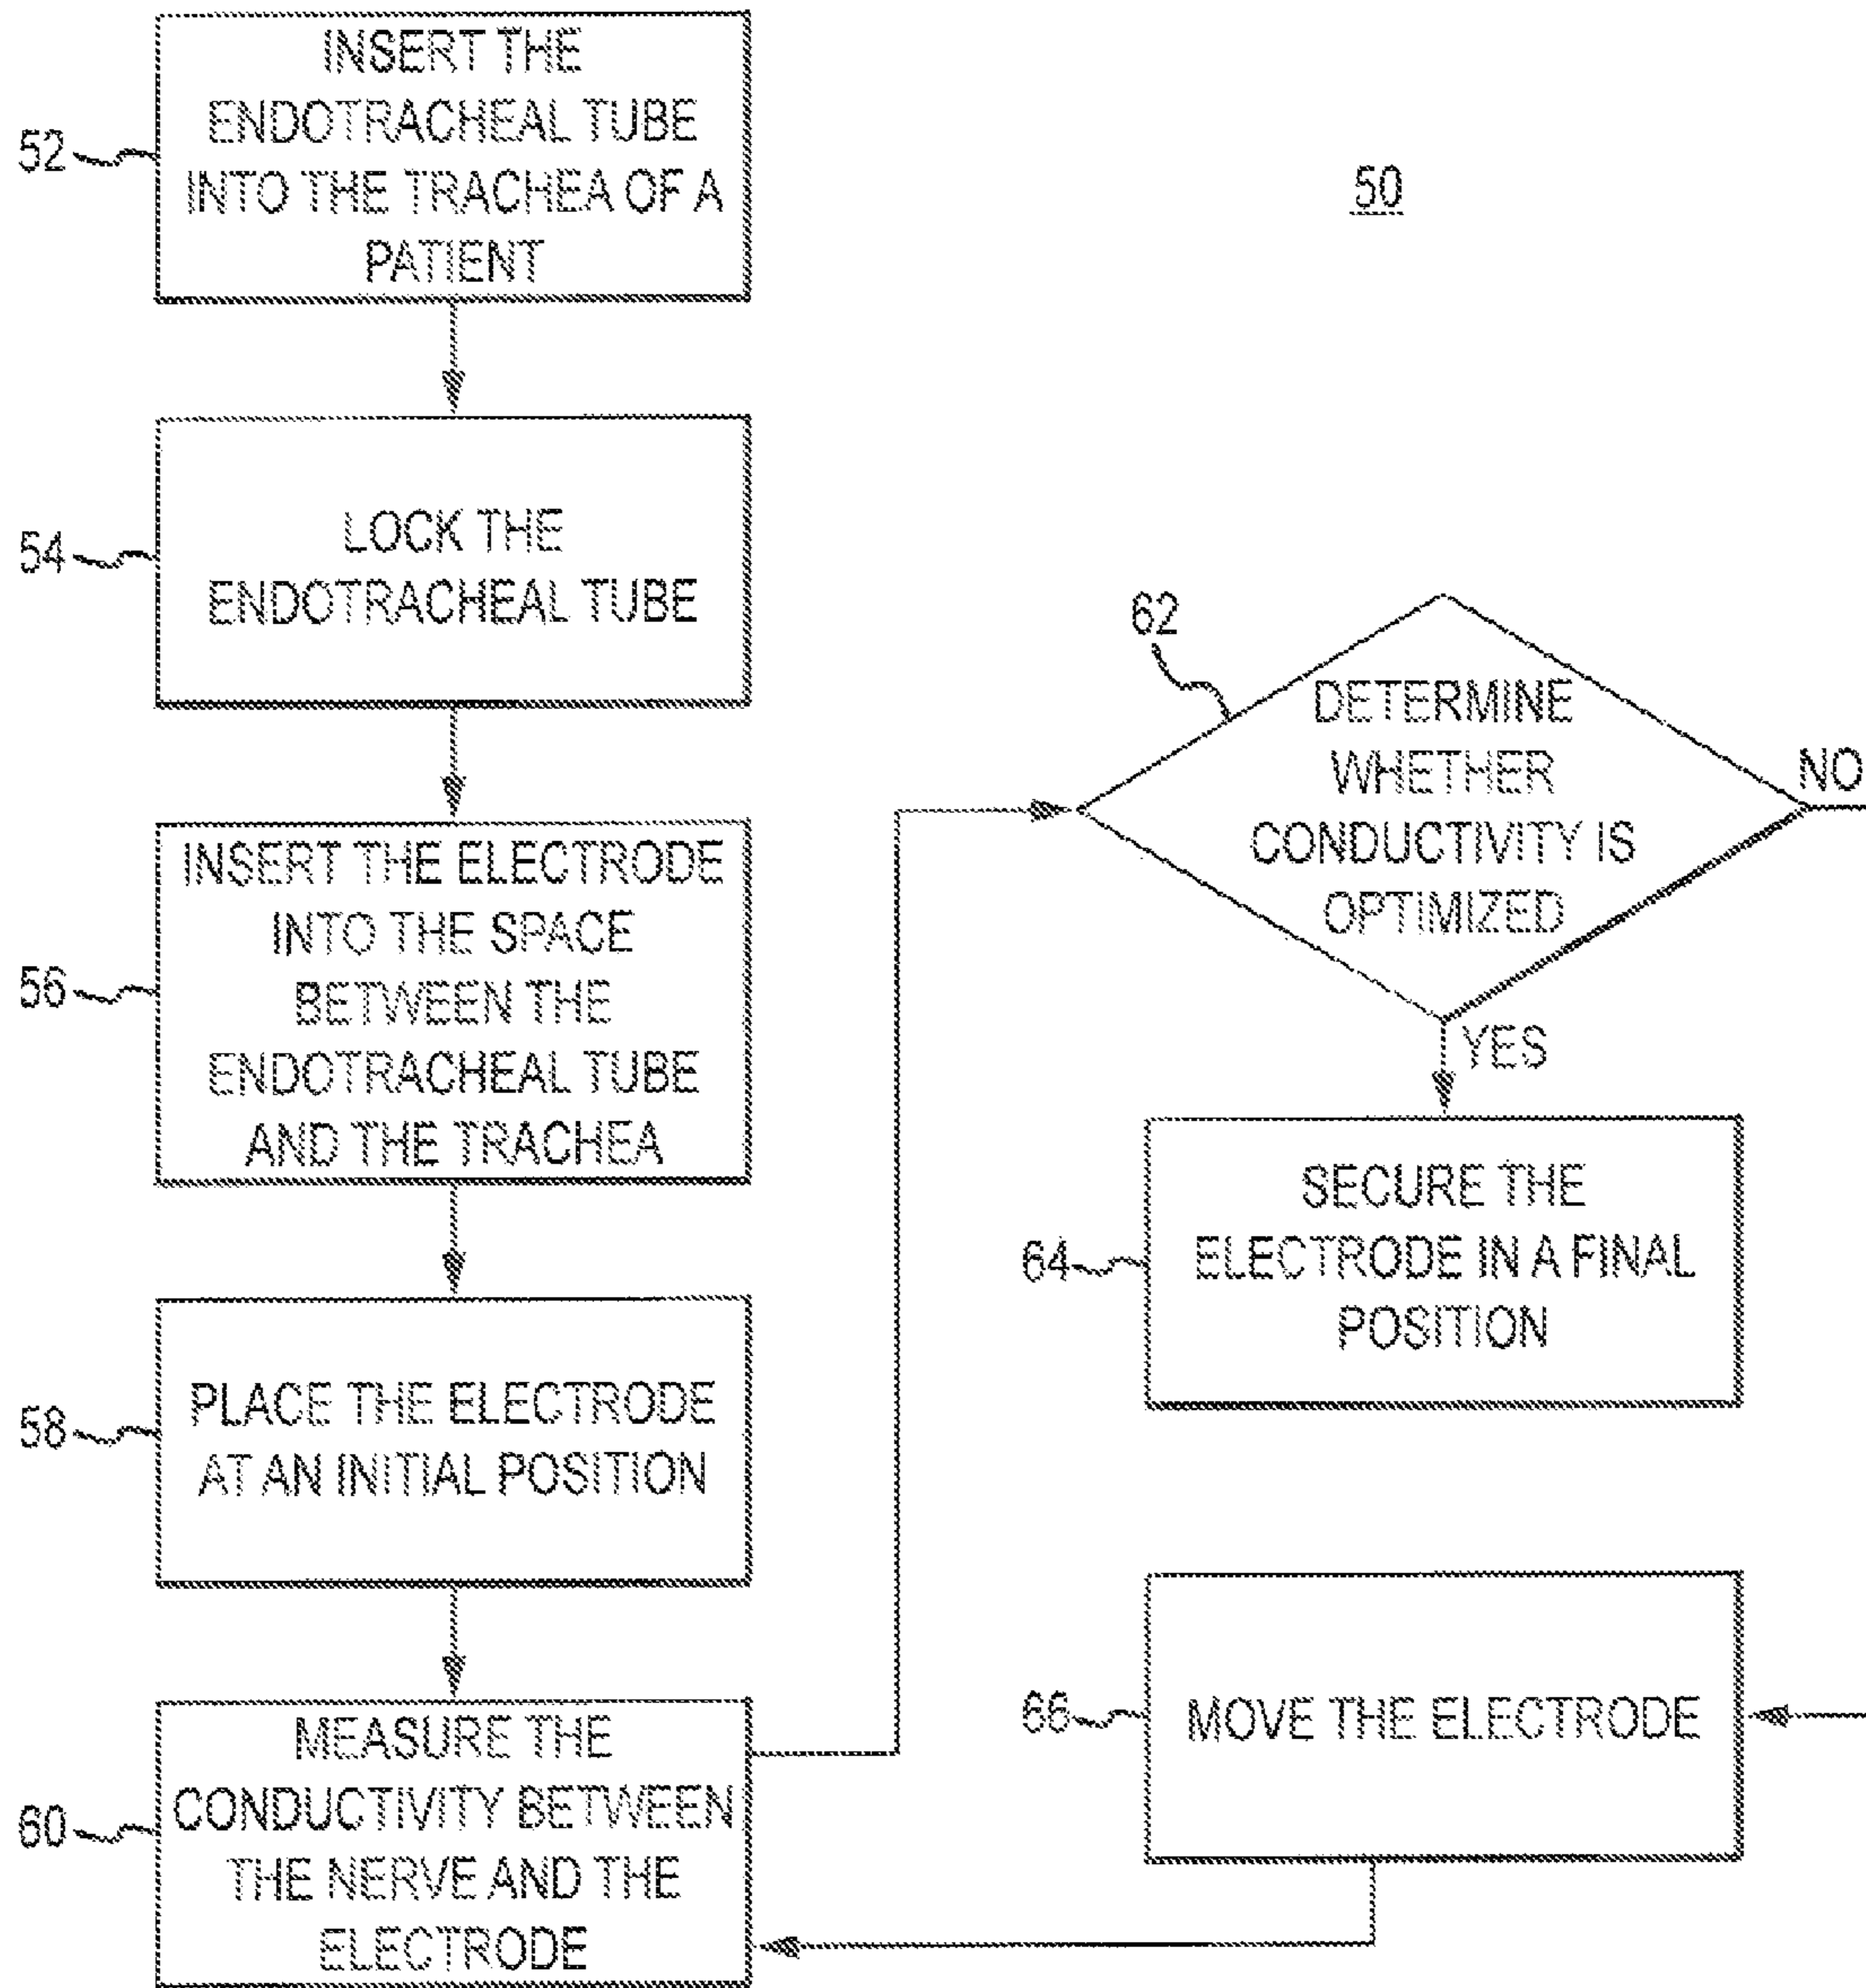 52
INSERT THE
ENDOTRACHEAL TUBE
INTO THE TRACHEA OF A
PATIENT
50
54
LOCK THE
ENDOTRACHEAL TUBE
56
INSERT THE ELECTRODE
INTO THE SPACE
BETWEEN THE
ENDOTRACHEAL TUBE
AND THE TRACHEA
58
PLACE THE ELECTRODE
AT AN INITIAL POSITION
60
MEASURE THE
CONDUCTIVITY BETWEEN
THE NERVE AND THE
ELECTRODE
62
DETERMINE
WHETHER
CONDUCTIVITY IS
OPTIMIZED
NO
YES
64
SECURE THE
ELECTRODE IN A FINAL
POSITION
66
MOVE THE ELECTRODE